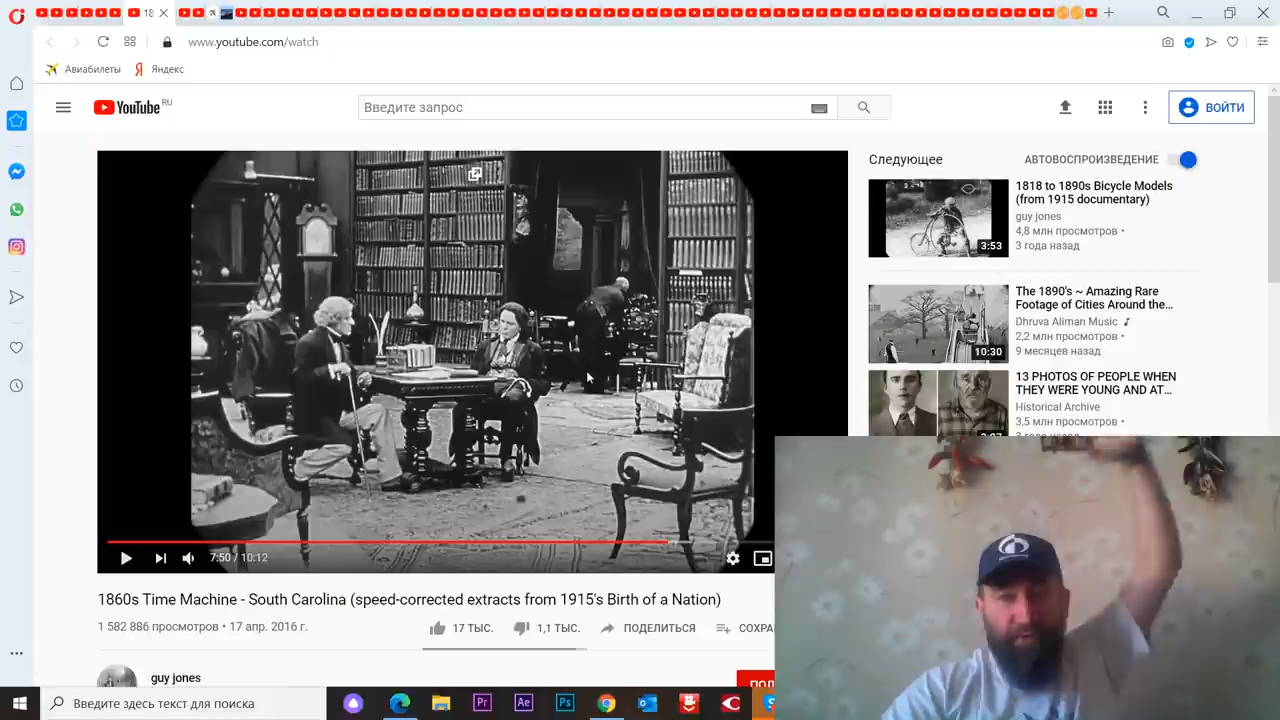 18
www.youtube.com/watch
Авиабилеты
Яндекс
YouTube RU
Введите запрос
ВОЙТИ
Следующее
АВТОВОСПРОИЗВЕДЕНИЕ
1818 to 1890s Bicycle Models
(from 1915 documentary)
guy jones
4,8 млн просмотров •
3 года назад
3:53
The 1890's ~ Amazing Rare
Footage of Cities Around the...
Dhruva Aliman Music
2,2 млн просмотров •
9 месяцев назад
10:30
13 PHOTOS OF PEOPLE WHEN
THEY WERE YOUNG AND AT...
Historical Archive
3,5 млн просмотров •
7:50 / 10:12
1860s Time Machine - South Carolina (speed-corrected extracts from 1915's Birth of a Nation)
1 582 886 просмотров • 17 апр. 2016 г.
17 ТЫС.
1,1 ТЫС.
ПОДЕЛИТЬСЯ
СОХРА
guy jones
Введите здесь текст для поиска
Pr
Ae
Ps